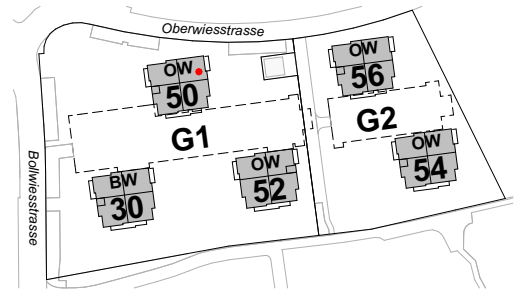 Oberwiesstrasse
OW
50
OW
56
G1
G2
Bollwiesstrasse
BW
30
OW
52
OW
54